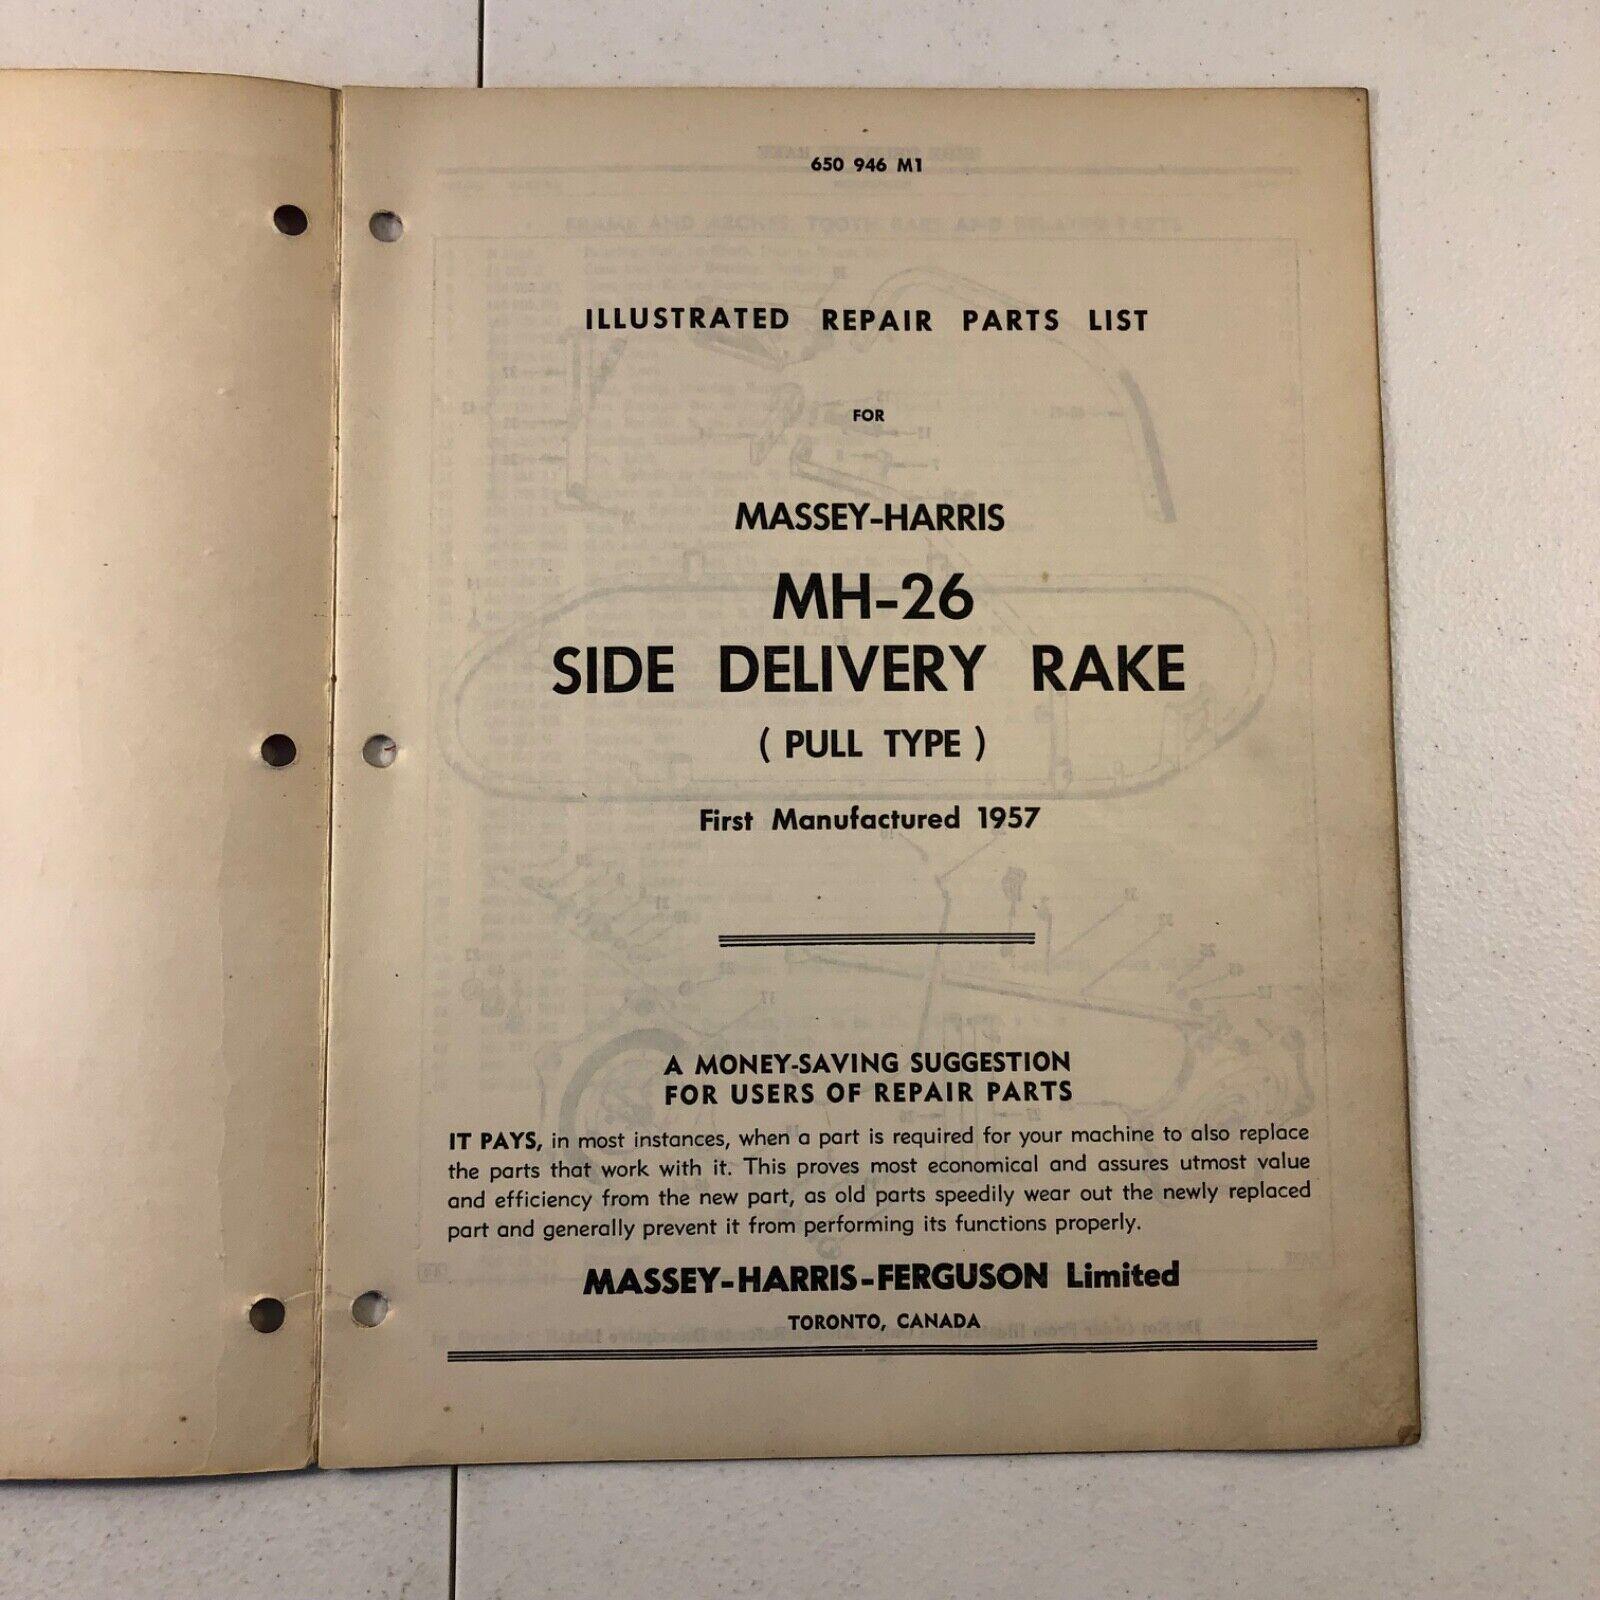 650 946 M1
ILLUSTRATED REPAIR PARTS LIST
FOR
MASSEY-HARRIS
MH-26
SIDE DELIVERY RAKE
( PULL TYPE )
First Manufactured 1957
A MONEY-SAVING SUGGESTION
FOR USERS OF REPAIR PARTS
IT PAYS, in most instances, when a part is required for your machine to also replace
the parts that work with it. This proves most economical and assures utmost value
and efficiency from the new part, as old parts speedily wear out the newly replaced
part and generally prevent it from performing its functions properly.
MASSEY-HARRIS-FERGUSON Limited
TORONTO, CANADA